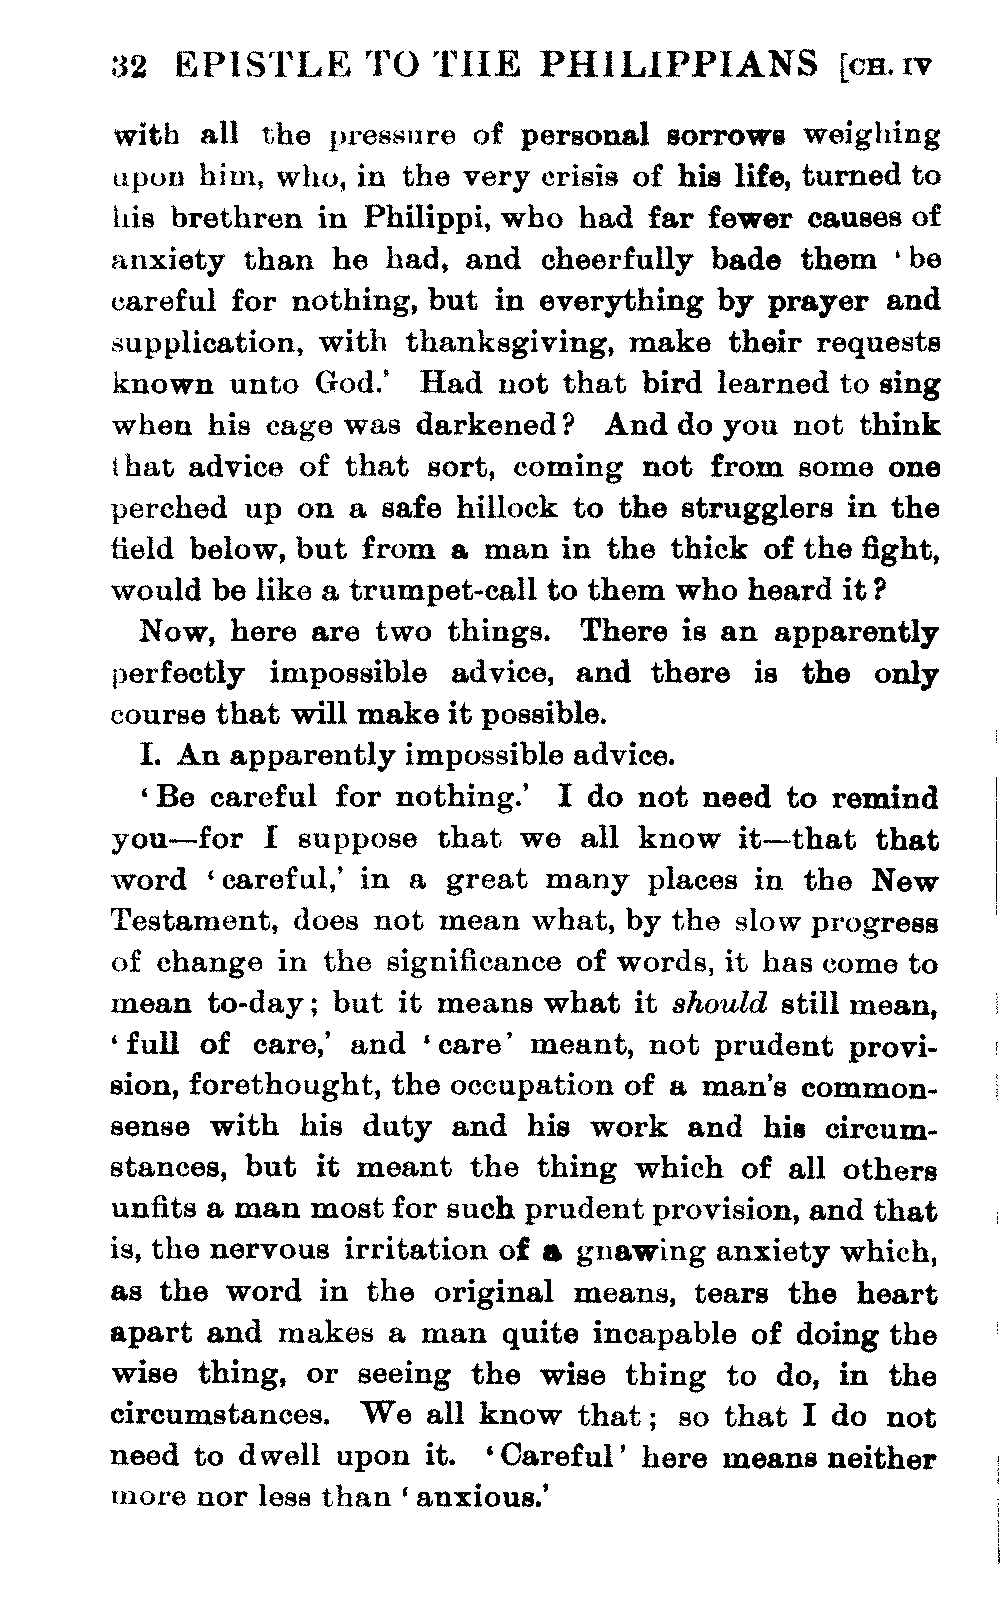 32 EPISTLE TO THE PHILIPPIANS [CH. IV
with all the pressure of personal sorrows weighing
upon him, who, in the very crisis of his life, turned to
his brethren in Philippi, who had far fewer causes of
anxiety than he had, and cheerfully bade them ‘be
careful for nothing, but in everything by prayer and
supplication, with thanksgiving, make their requests
known unto God.’ Had not that bird learned to sing
when his cage was darkened? And do you not think
that advice of that sort, coming not from some one
perched up on a safe hillock to the strugglers in the
field below, but from a man in the thick of the fight,
would be like a trumpet-call to them who heard it?
Now, here are two things. There is an apparently
perfectly impossible advice, and there is the only
course that will make it possible.
I. An apparently impossible advice.
‘Be careful for nothing.’ I do not need to remind
you—for I suppose that we all know it—that that
word ‘careful,’ in a great many places in the New
Testament, does not mean what, by the slow progress
of change in the significance of words, it has come to
mean to-day; but it means what it should still mean,
‘full of care,’ and ‘care’ meant, not prudent provi-
sion, forethought, the occupation of a man’s common-
sense with his duty and his work and his circum-
stances, but it meant the thing which of all others
unfits a man most for such prudent provision, and that
is, the nervous irritation of a gnawing anxiety which,
as the word in the original means, tears the heart
apart and makes a man quite incapable of doing the
wise thing, or seeing the wise thing to do, in the
circumstances. We all know that; so that I do not
need to dwell upon it. ‘Careful’ here means neither
more nor less than ‘anxious.’